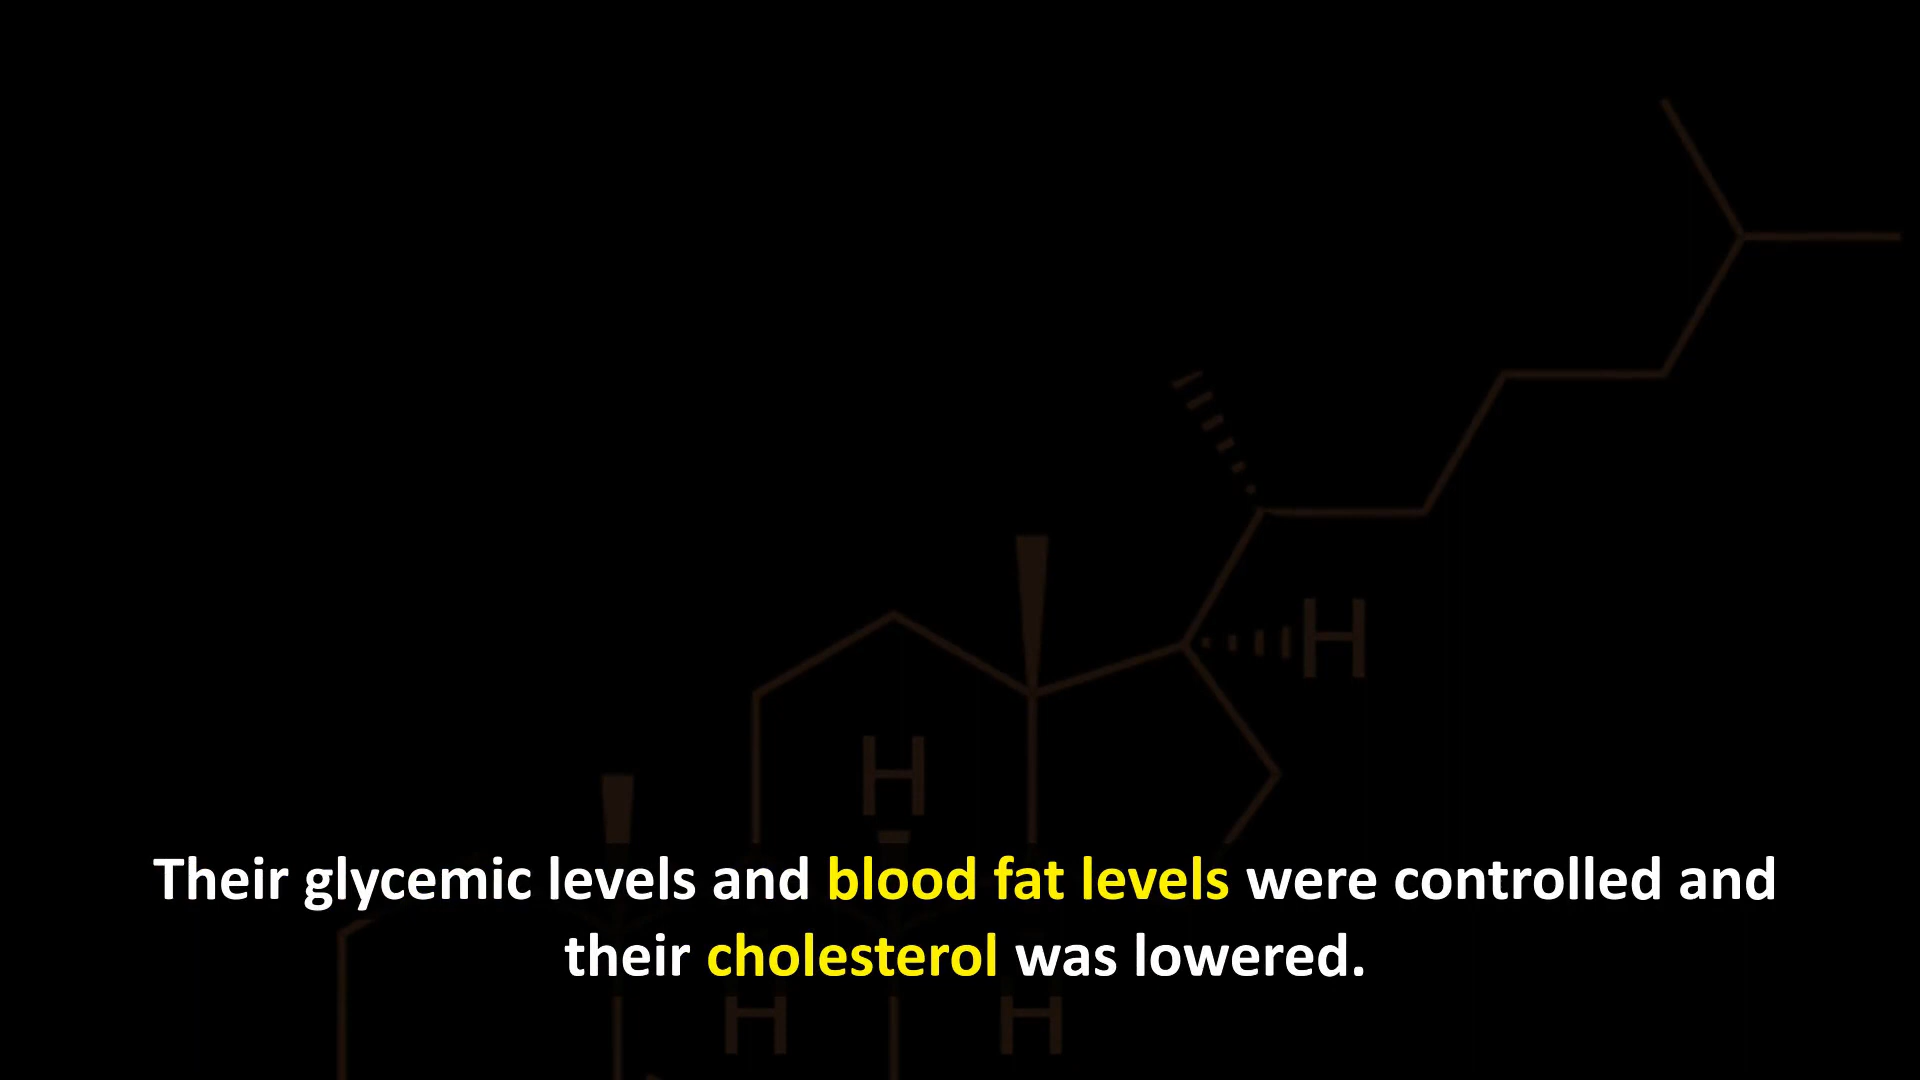 H
H
Their glycemic levels and blood fat levels were controlled and
their cholesterol was lowered.
H H